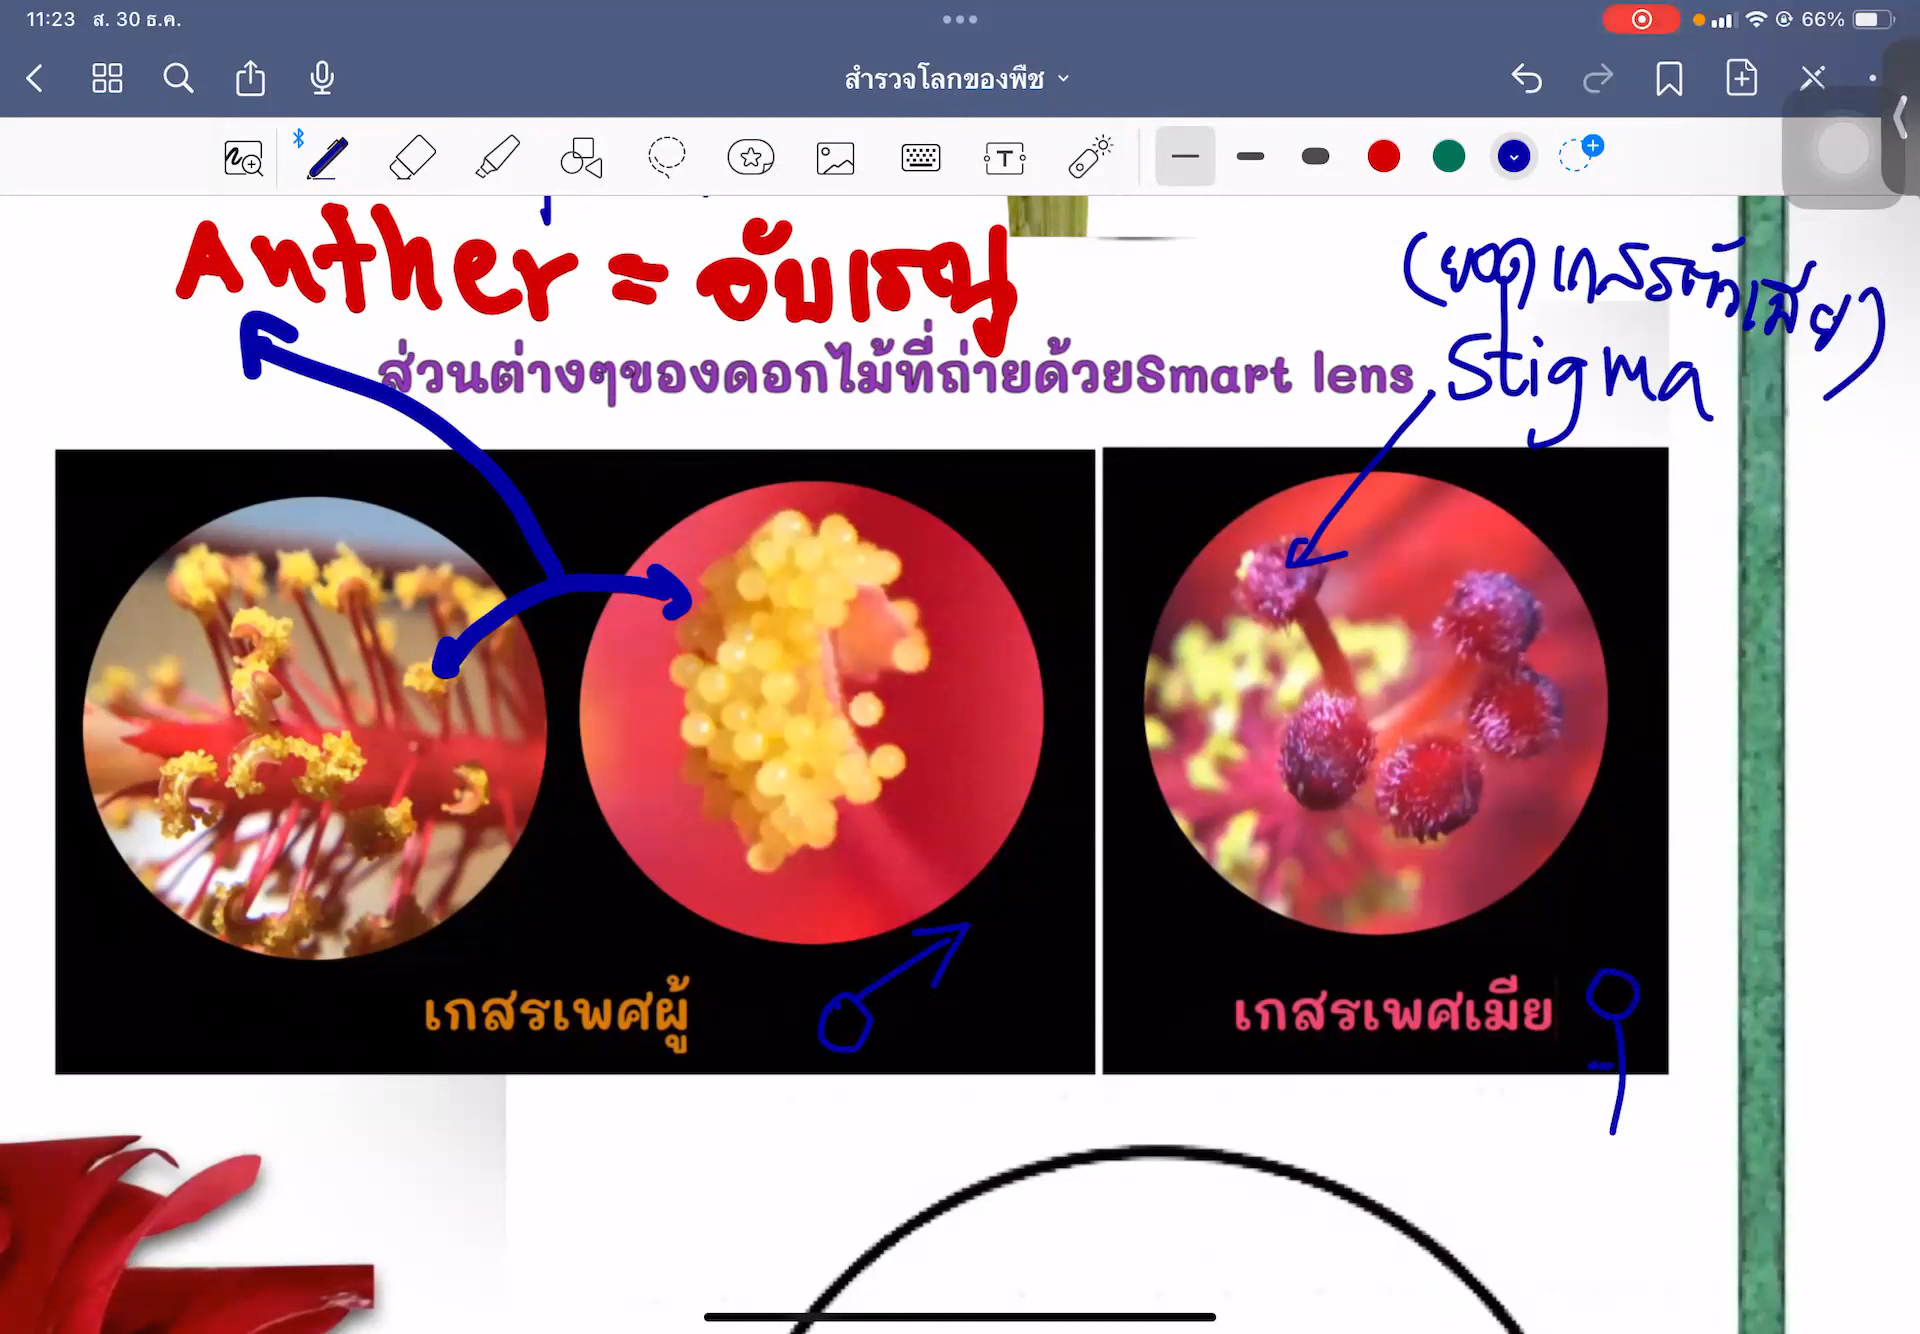 11:23 ส. 30 ธ.ค.
66%
สำรวจโลกของพืช
T
Anther = อับเรณู
(ยอดเกสรตัวเมีย)
Stigma
ส่วนต่างๆของดอกไม้ที่ถ่ายด้วยSmart lens
เกสรเพศผู้
เกสรเพศเมีย